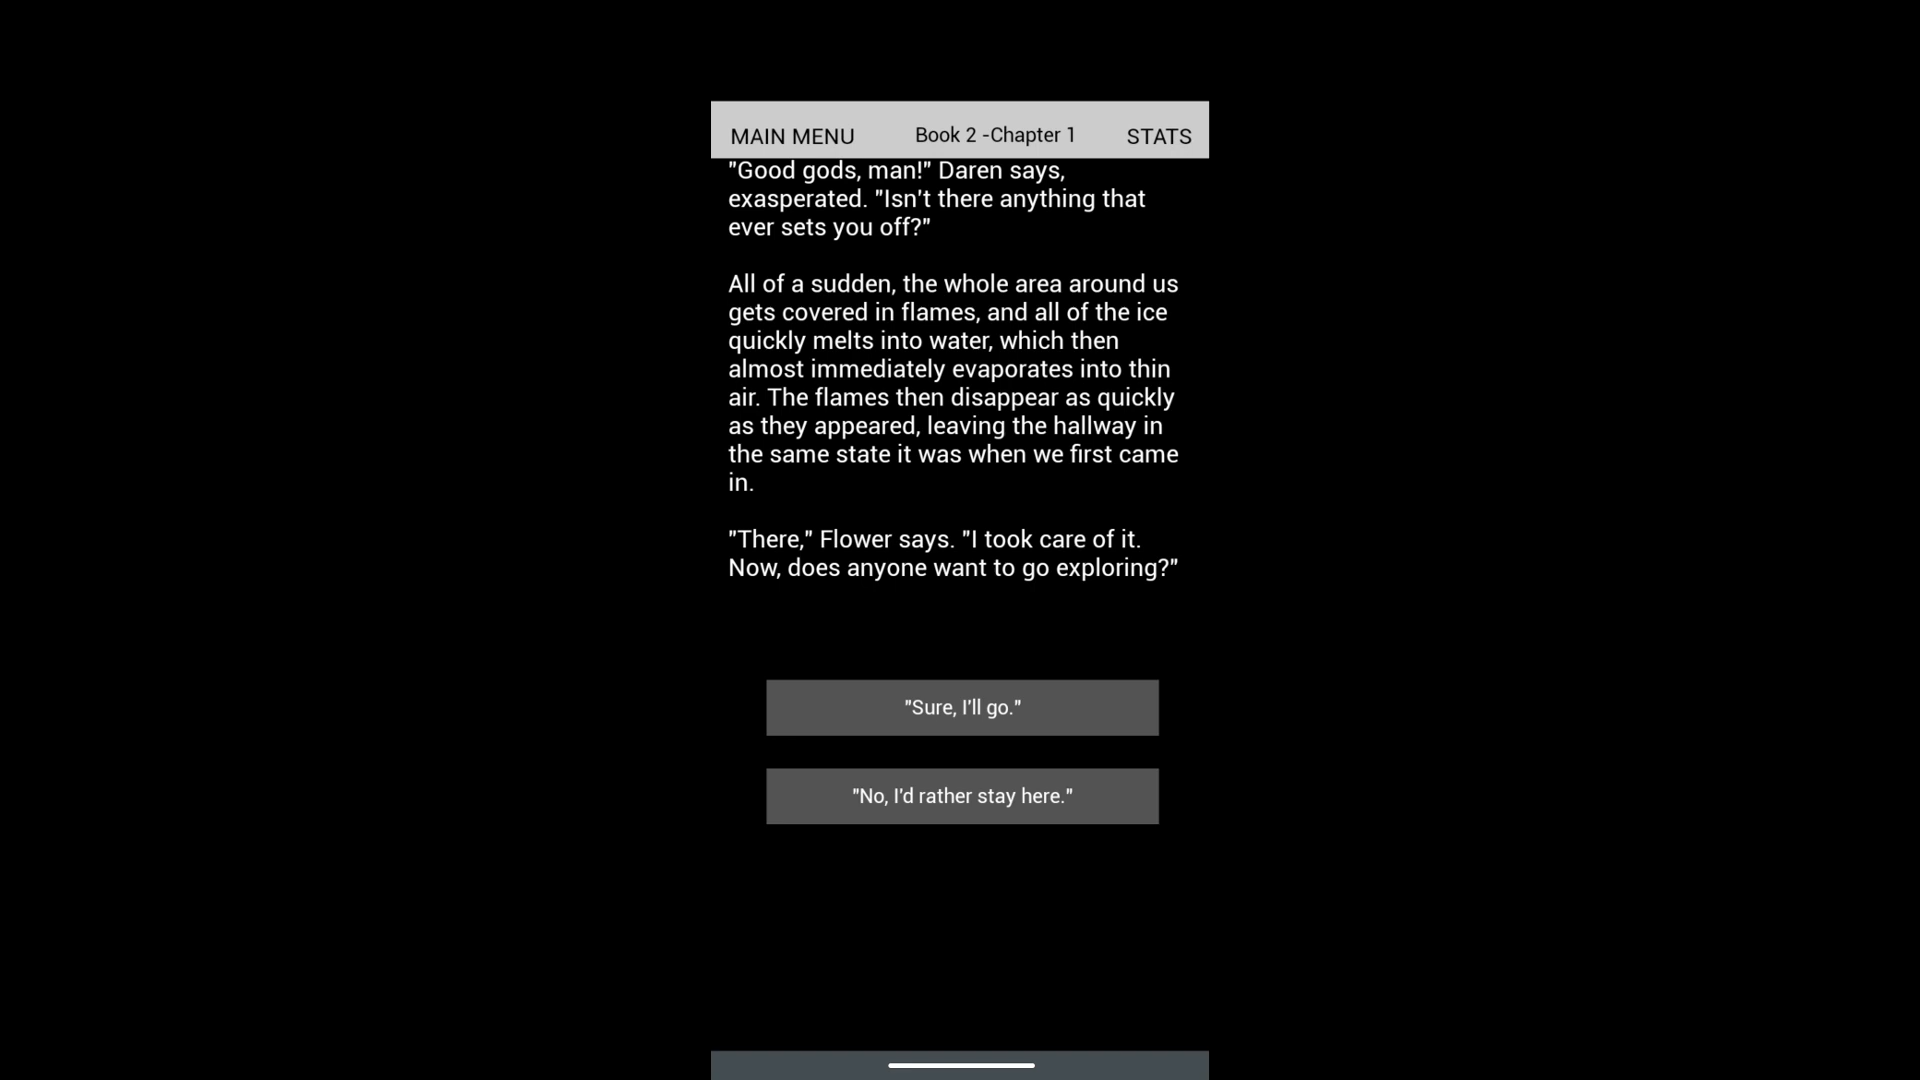 MAIN MENU
Book 2 -Chapter 1
STATS
"Good gods, man!" Daren says,
exasperated. "Isn't there anything that
ever sets you off?"
All of a sudden, the whole area around us
gets covered in flames, and all of the ice
quickly melts into water, which then
almost immediately evaporates into thin
air. The flames then disappear as quickly
as they appeared, leaving the hallway in
the same state it was when we first came
in.
"There," Flower says. "I took care of it.
Now, does anyone want to go exploring?"
"Sure, I'll go."
"No, I'd rather stay here."